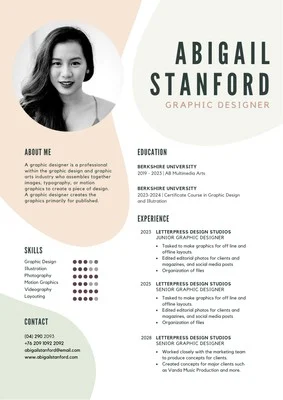 ABIGAIL
STANFORD
GRAPHIC DESIGNER
ABOUT ME
A graphic designer is a professional
within the graphic design and graphic
arts industry who assembles together
images, typography, or motion
graphics to create a piece of design.
A graphic designer creates the
graphics primarily for published.
SKILLS
Graphic Design
Illustration
Photography
Motion Graphics
Videography
Layouting
CONTACT
(04) 290 2093
+76 209 1092 2092
abigailstanford@email.com
www.abigailstanford.com
EDUCATION
BERKSHIRE UNIVERSITY
2019 - 2023 | AB Multimedia Arts
BERKSHIRE UNIVERSITY
2023-2024 | Certificate Course in Graphic Design
and Illstration
EXPERIENCE
2023 LETTERPRESS DESIGN STUDIOS
JUNIOR GRAPHIC DESIGNER
• Tasked to make graphics for off line and
offline layouts.
• Edited editorial photos for clients and
magazines, and social media posts
• Organization of files
2025 LETTERPRESS DESIGN STUDIOS
SENIOR GRAPHIC DESIGNER
• Tasked to make graphics for off line and
offline layouts.
• Edited editorial photos for clients and
magazines, and social media posts
• Organization of files
2028 LETTERPRESS DESIGN STUDIOS
SENIOR GRAPHIC DESIGNER
• Worked closely with the marketing team
to produce concepts for clients.
• Created concepts for major clients such
as Vanda Music Production and more.